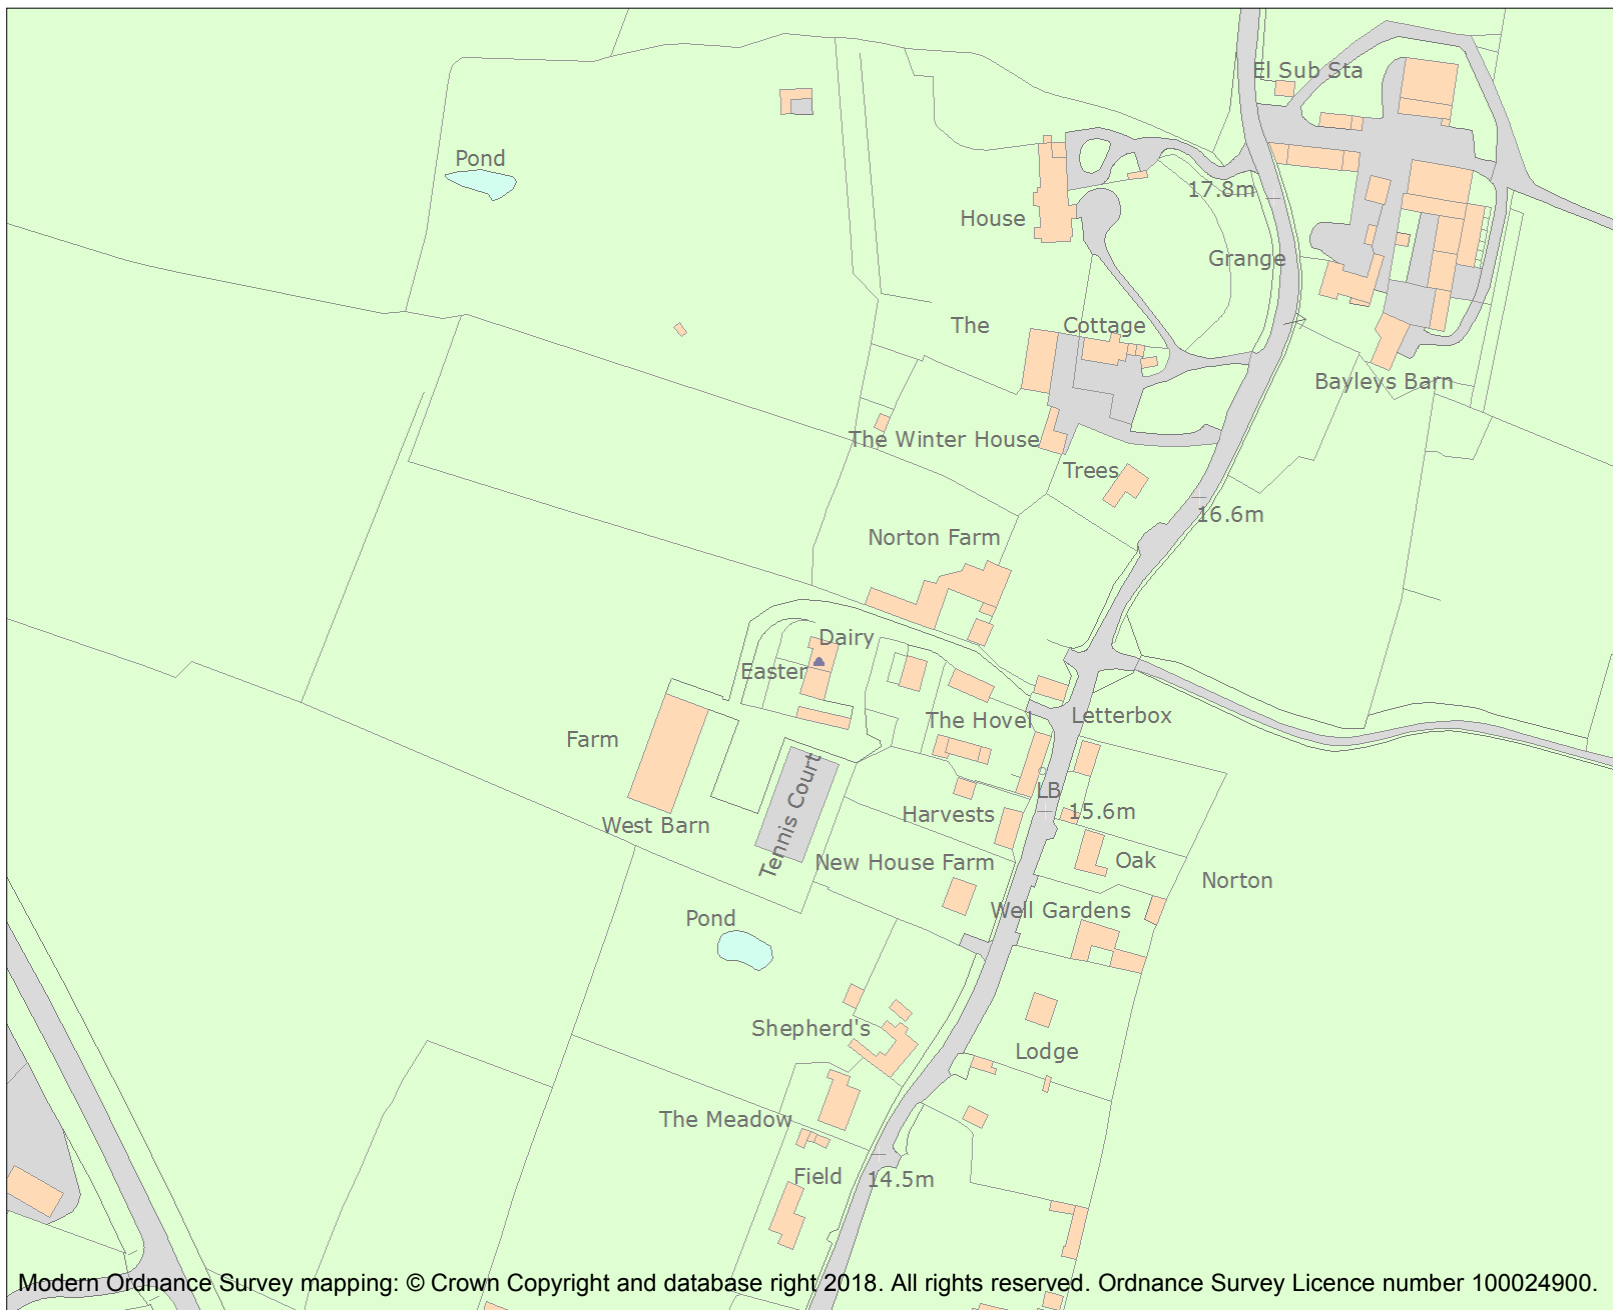 El Sub Sta
Pond
17.8m
House
Grange
The
Cottage
Bayleys Barn
The Winter House
Trees
16.6m
Norton Farm
Dairy
Easter
The Hovel
Letterbox
Farm
Tennis Court
LB
15.6m
Harvests
West Barn
New House Farm
Oak
Norton
Well Gardens
Pond
Shepherd's
Lodge
The Meadow
Field
14.5m
Modern Ordnance Survey mapping: © Crown Copyright and database right 2018. All rights reserved. Ordnance Survey Licence number 100024900.